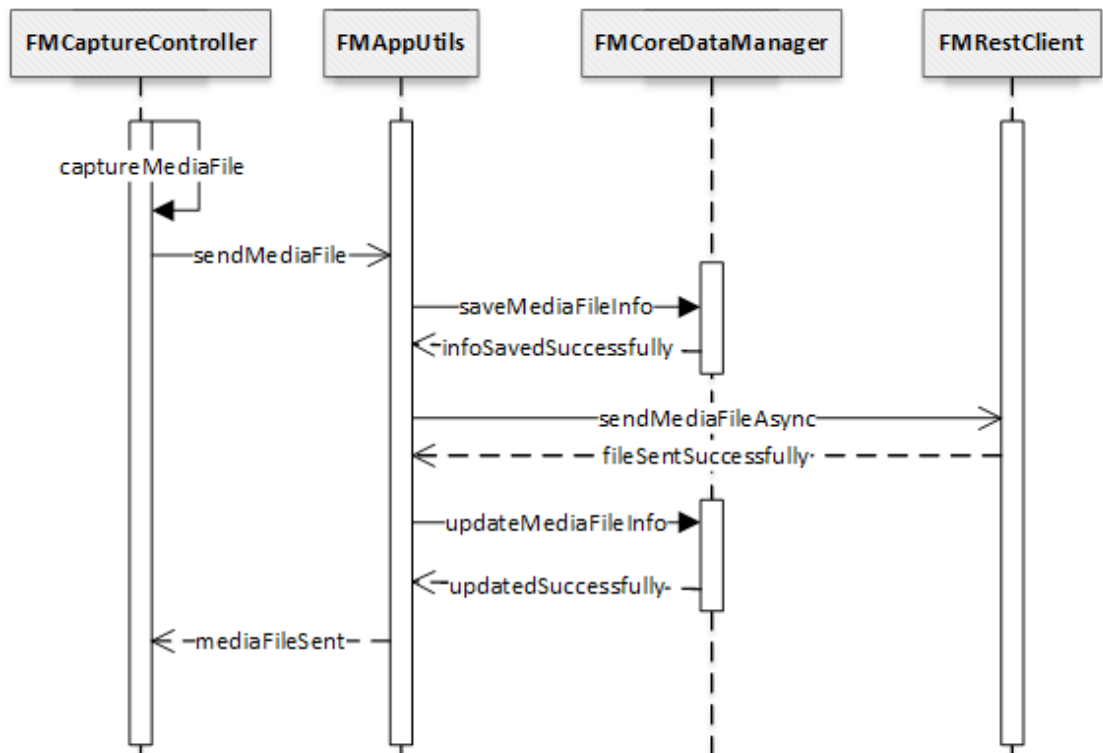 FMCaptureController
FMAppUtils
FMCoreDataManager
FMRestClient
captureMediaFile
sendMediaFile
saveMediaFileInfo
infoSavedSuccessfully
sendMediaFileAsync
fileSentSuccessfully
updateMediaFileInfo
updatedSuccessfully
mediaFileSent